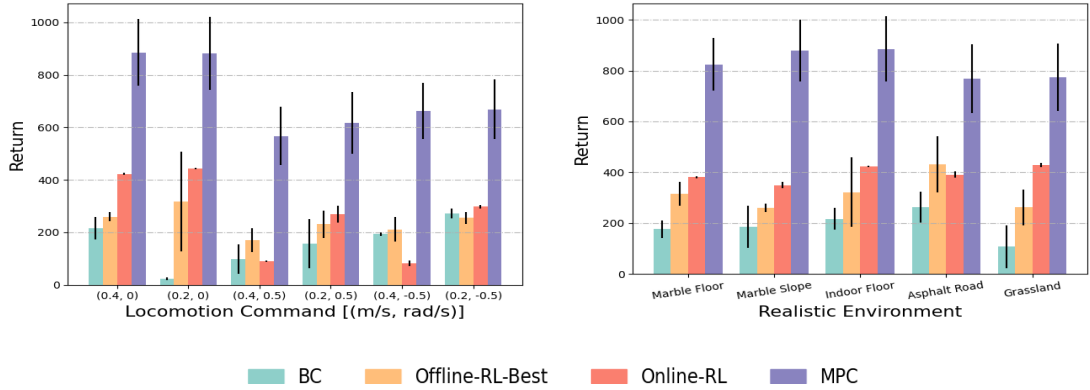 1000
800
600
400
200
0
Return
(0.4, 0) (0.2, 0) (0.4, 0.5) (0.2, 0.5) (0.4, -0.5) (0.2, -0.5)
Locomotion Command [(m/s, rad/s)]
1000
800
600
400
200
0
Return
Marble Floor Marble Slope Indoor Floor Asphalt Road Grassland
Realistic Environment
BC Offline-RL-Best Online-RL MPC